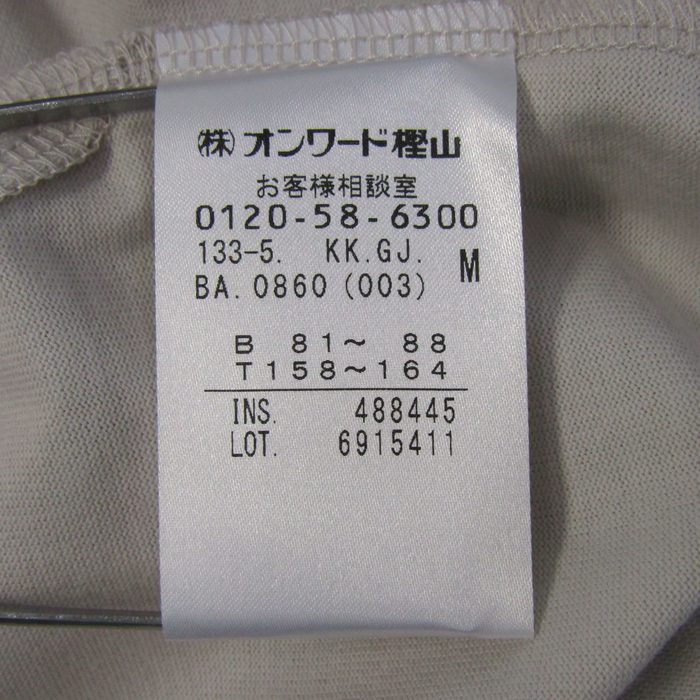 ㈱オンワード樫山
お客様相談室
0120-58-6300
133-5. KK.GJ. M
BA.0860(003)
B 81～ 88
T158～164
INS. 488445
LOT. 6915411